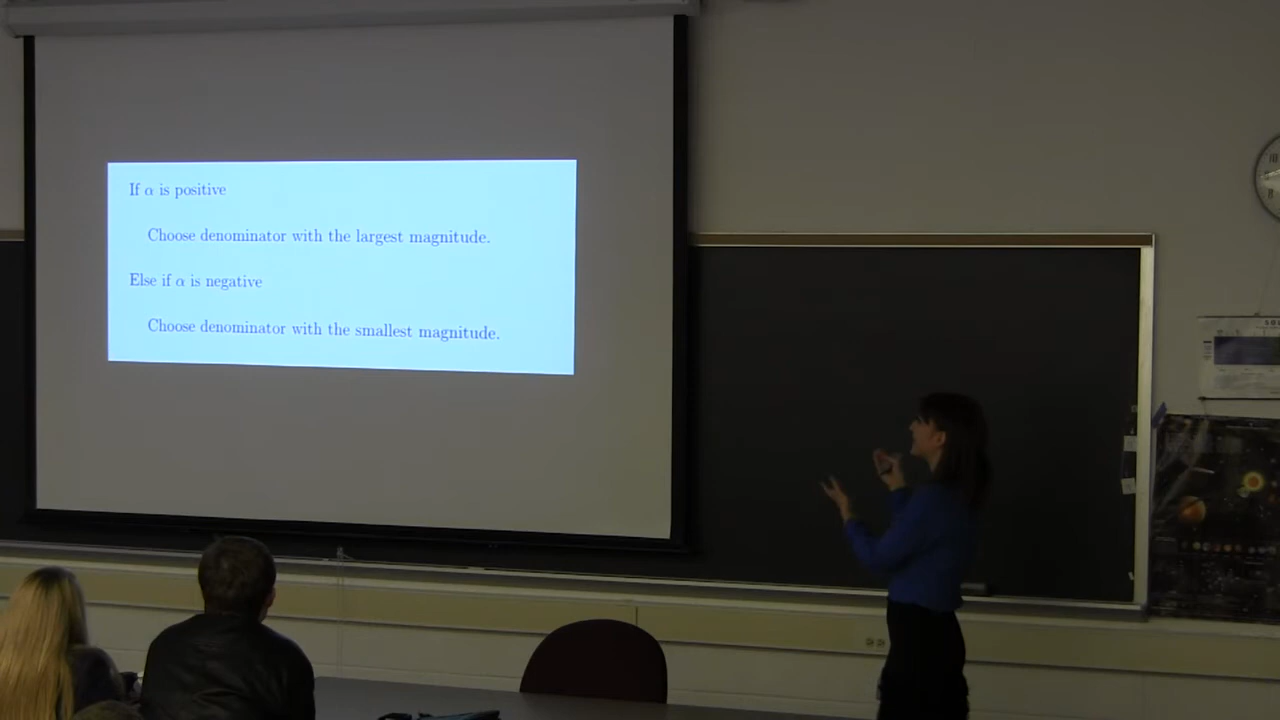 If α is positive
Choose denominator with the largest magnitude.
Else if α is negative
Choose denominator with the smallest magnitude.